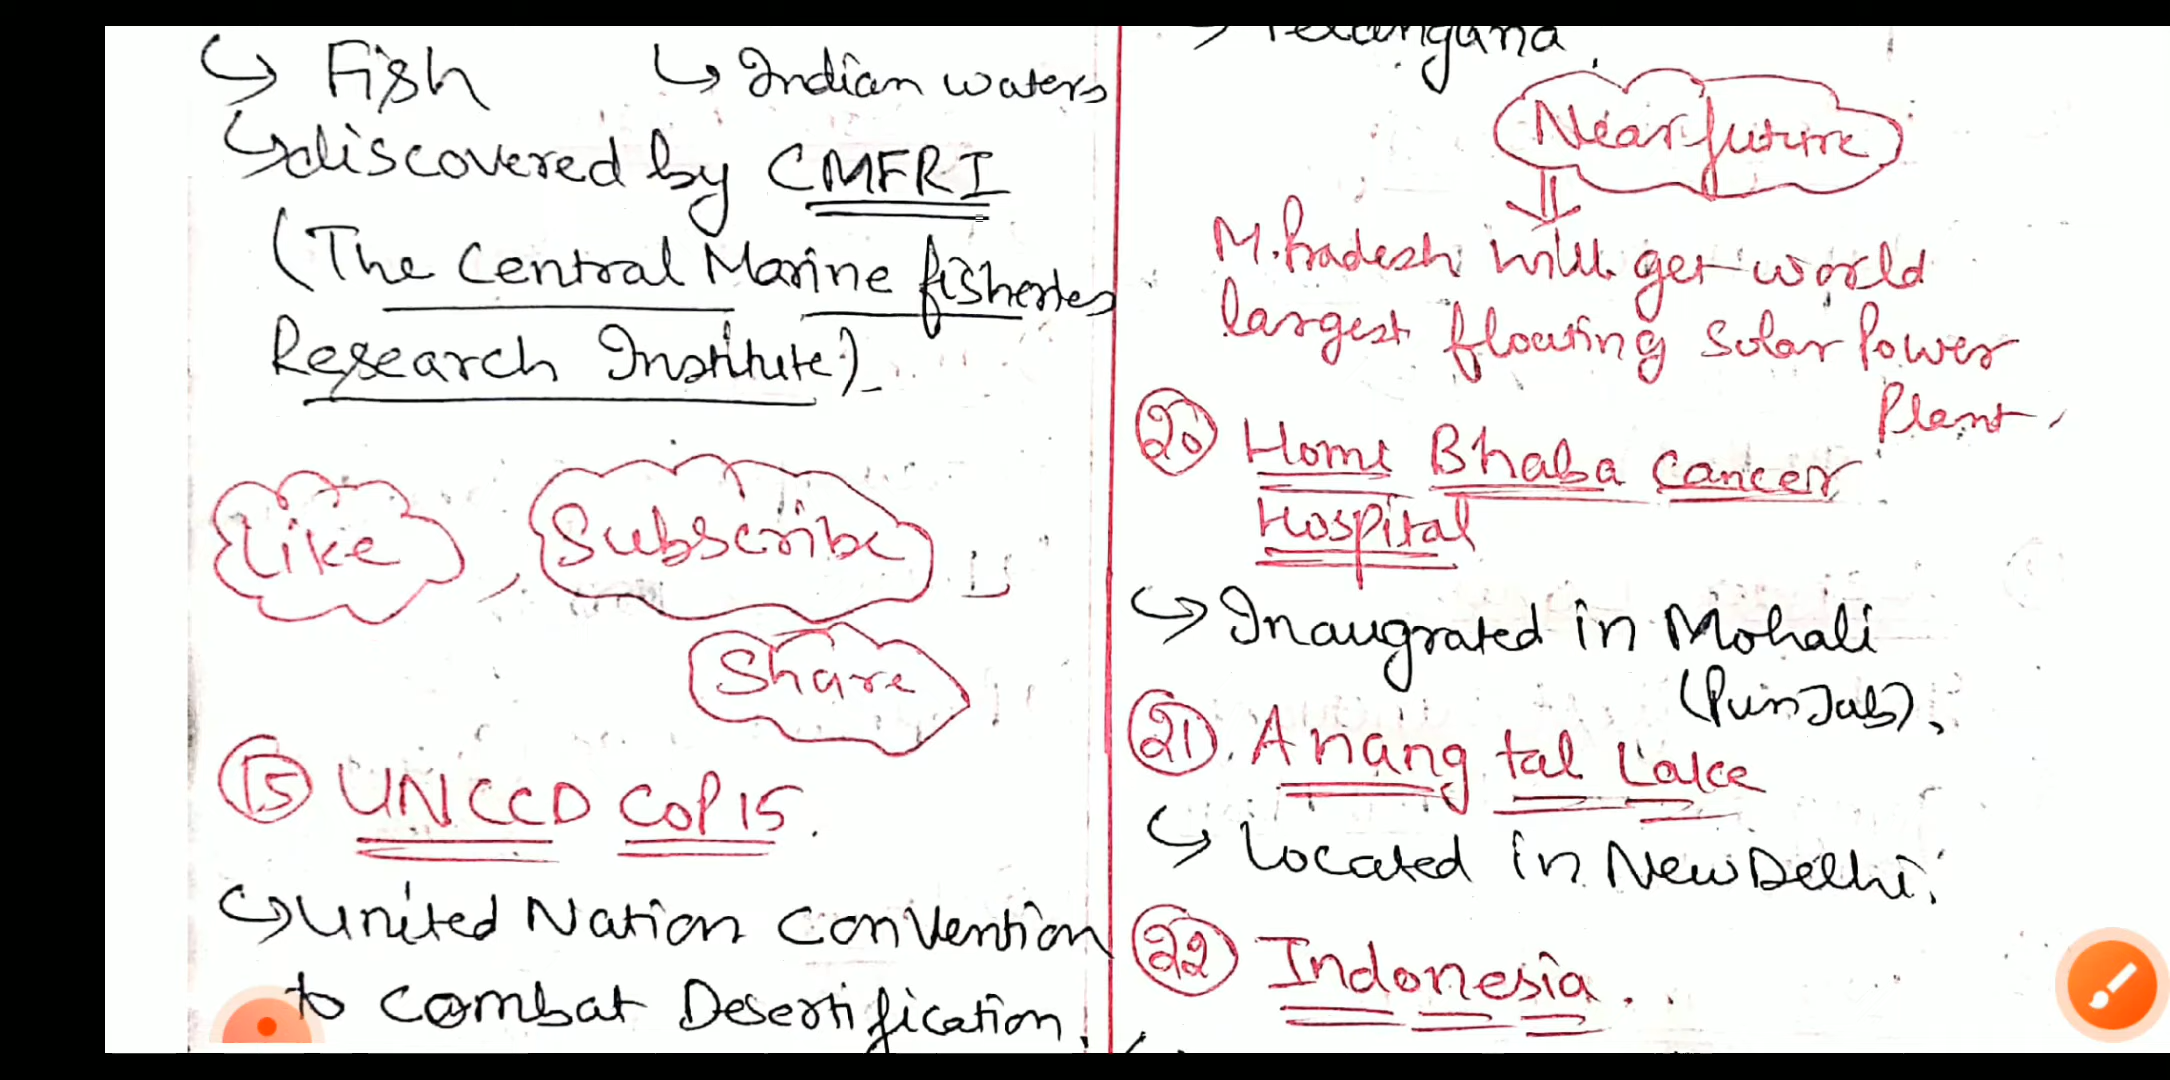 ↳ Fish ↳ Indian waters
↳ discovered by CMFRI
(The Central Marine fisheries
Research Institute)
Like, Subscribe
Share
15 UNCCD COP15.
↳ United Nation Convention
to combat Desertification.
→ Telangana
Near future
⇓
M. Pradesh will get world
largest floating Solar Power
Plant.
20 Homi Bhaba Cancer
Hospital
↳ Inaugrated in Mohali
(PunJab).
21. Anang tal Lake
↳ Located in New Delhi.
22 Indonesia.